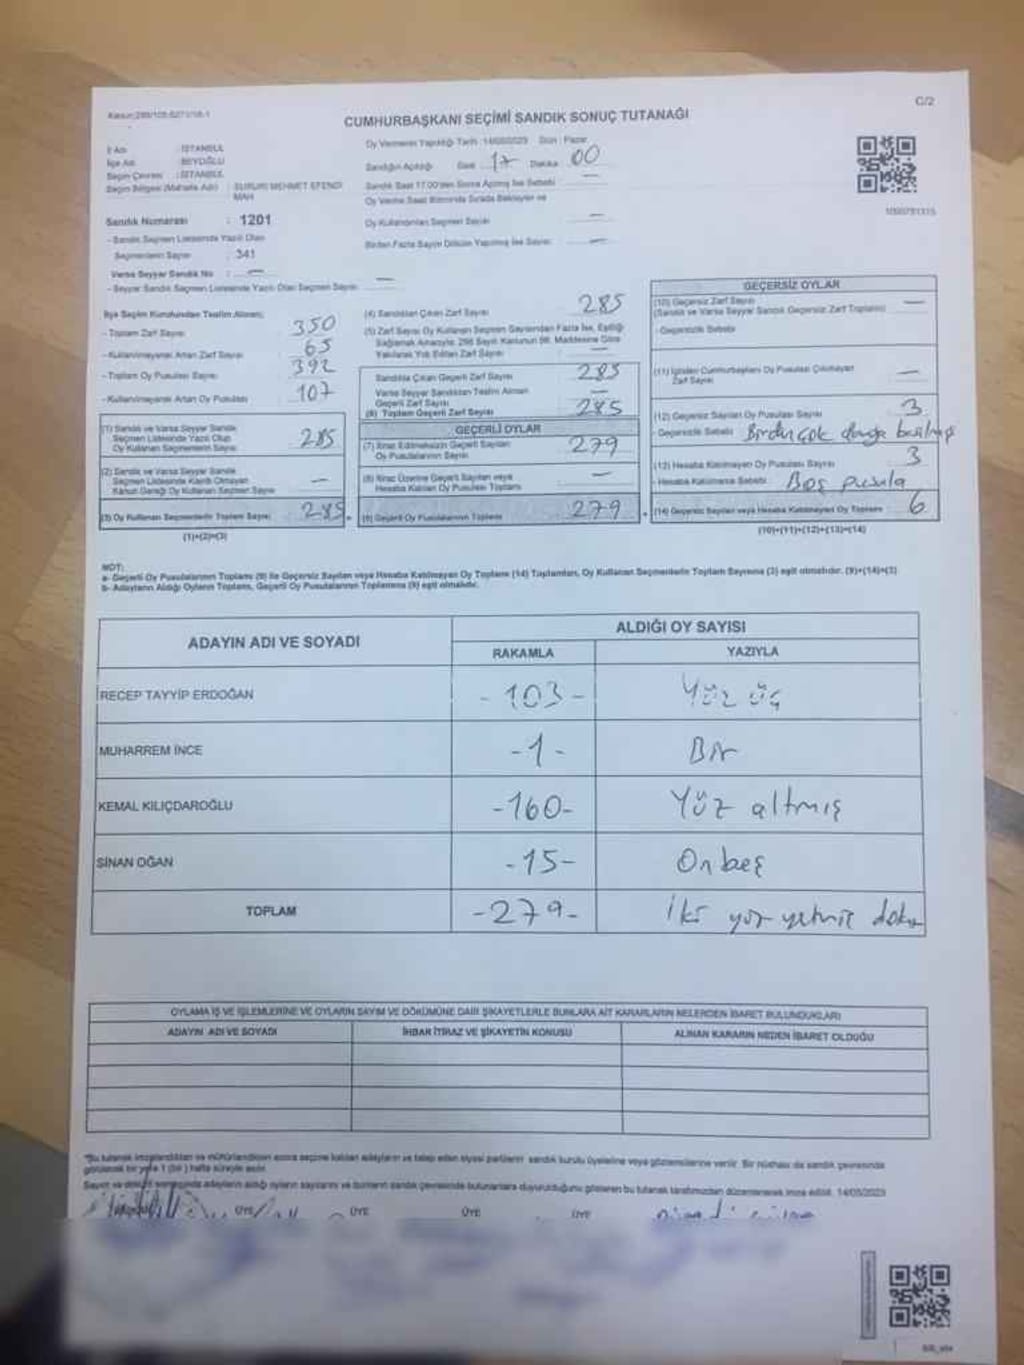 C/2
CUMHURBAŞKANI SEÇİMİ SANDIK SONUÇ TUTANAĞI
İl Adı : İSTANBUL
İlçe Adı : BEYOĞLU
Seçim Çevresi : İSTANBUL
Seçim Bölgesi (Mahalle Adı) : SURURİ MEHMET EFENDİ MAH
Sandık Numarası : 1201
- Sandık Seçmen Listesinde Yazılı Olan
Seçmenlerin Sayısı : 341
Varsa Seyyar Sandık No : —
- Seyyar Sandık Seçmen Listesinde Yazılı Olan Seçmen Sayısı —
Oy Vermenin Yapıldığı Tarih : 14/05/2023 Gün : Pazar
Sandığın Açıldığı Saat 17 Dakika 00
Sandık Saat 17.00'den Sonra Açılmış İse Sebebi —
Oy Verme Saati Bitiminde Sırada Bekleyen ve
Oy Kullandırılan Seçmen Sayısı —
Birden Fazla Sayım Döküm Yapılmış İse Sayısı —
İlçe Seçim Kurulundan Teslim Alınan;
- Toplam Zarf Sayısı 350
- Kullanılmayarak Artan Zarf Sayısı 65
- Toplam Oy Pusulası Sayısı 392
- Kullanılmayarak Artan Oy Pusulası 107
(1) Sandık ve Varsa Seyyar Sandık
Seçmen Listesinde Yazılı Olup
Oy Kullanan Seçmenlerin Sayısı 285
(2) Sandık ve Varsa Seyyar Sandık
Seçmen Listesinde Kayıtlı Olmayan
Kanun Gereği Oy Kullanan Seçmen Sayısı —
(3) Oy Kullanan Seçmenlerin Toplam Sayısı 285
(1)+(2)=(3)
(4) Sandıktan Çıkan Zarf Sayısı 285
(5) Zarf Sayısı Oy Kullanan Seçmen Sayısından Fazla İse, Eşitliği
Sağlamak Amacıyla; 298 Sayılı Kanunun 98. Maddesine Göre
Yakılarak Yok Edilen Zarf Sayısı —
Sandıkta Çıkan Geçerli Zarf Sayısı 285
Varsa Seyyar Sandıktan Teslim Alınan
Geçerli Zarf Sayısı —
(6) Toplam Geçerli Zarf Sayısı 285
GEÇERLİ OYLAR
(7) İtiraz Edilmeksizin Geçerli Sayılan
Oy Pusulalarının Sayısı 279
(8) İtiraz Üzerine Geçerli Sayılan veya
Hesaba Katılan Oy Pusulası Toplamı —
(9) Geçerli Oy Pusulalarının Toplamı 279
GEÇERSİZ OYLAR
(10) Geçersiz Zarf Sayısı —
(Sandık ve Varsa Seyyar Sandık Geçersiz Zarf Toplamı)
- Geçersizlik Sebebi
(11) İçinden Cumhurbaşkanı Oy Pusulası Çıkmayan
Zarf Sayısı —
(12) Geçersiz Sayılan Oy Pusulası Sayısı 3
- Geçersizlik Sebebi Birden çok damga basılmış
(13) Hesaba Katılmayan Oy Pusulası Sayısı 3
- Hesaba Katılmama Sebebi Boş pusula
(14) Geçersiz Sayılan veya Hesaba Katılmayan Oy Toplamı 6
(10)+(11)+(12)+(13)=(14)
NOT:
a- Geçerli Oy Pusulalarının Toplamı (9) ile Geçersiz Sayılan veya Hesaba Katılmayan Oy Toplamı (14) Toplamları, Oy Kullanan Seçmenlerin Toplam Sayısına (3) eşit olmalıdır. (9)+(14)=(3)
b- Adayların Aldığı Oyların Toplamı, Geçerli Oy Pusulalarının Toplamına (9) eşit olmalıdır.
ADAYIN ADI VE SOYADI ALDIĞI OY SAYISI
RAKAMLA YAZIYLA
RECEP TAYYİP ERDOĞAN - 103 - Yüz üç
MUHARREM İNCE - 1 - Bir
KEMAL KILIÇDAROĞLU - 160 - Yüz altmış
SİNAN OĞAN - 15 - Onbeş
TOPLAM - 279 - İki yüz yetmiş doku
OYLAMA İŞ VE İŞLEMLERİNE VE OYLARIN SAYIM VE DÖKÜMÜNE DAİR ŞİKAYETLERLE BUNLARA AİT KARARLARIN NELERDEN İBARET BULUNDUKLARI
ADAYIN ADI VE SOYADI İHBAR İTİRAZ VE ŞİKAYETİN KONUSU ALINAN KARARIN NEDEN İBARET OLDUĞU
*Bu tutanak imzalandıktan ve mühürlendikten sonra seçime katılan adayların ve talep eden siyasi partilerin sandık kurulu üyelerine veya gözlemcilerine verilir. Bir nüshası da sandık çevresinde
görülecek bir yere 1 (bir) hafta süreyle asılır.
Sayım ve döküm sonucunda adayların aldığı oyların sayılarını ve bunların sandık çevresinde bulunanlara duyurulduğunu gösteren bu tutanak tarafımızdan düzenlenerek imza edildi. 14/05/2023
ÜYE ÜYE ÜYE ÜYE